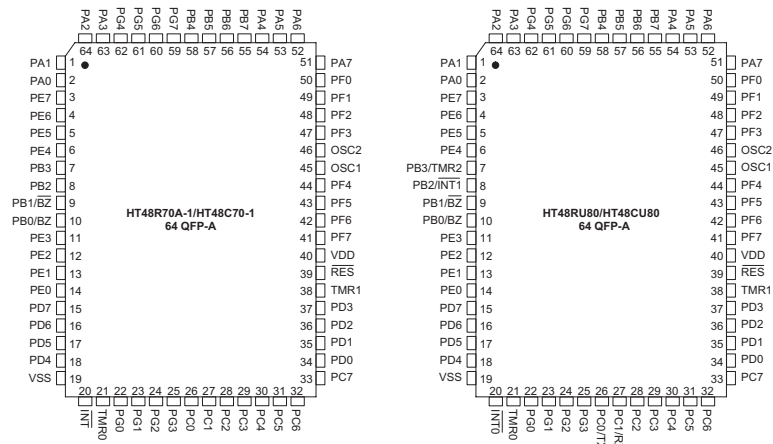 PA2 PA3 PG4 PG5 PG6 PG7 PB4 PB5 PB6 PB7 PA4 PA5 PA6
64 63 62 61 60 59 58 57 56 55 54 53 52
PA1 1 51 PA7
PA0 2 50 PF0
PE7 3 49 PF1
PE6 4 48 PF2
PE5 5 47 PF3
PE4 6 46 OSC2
PB3 7 45 OSC1
PB2 8 44 PF4
PB1/BZ 9 43 PF5
PB0/BZ 10 42 PF6
PE3 11 41 PF7
PE2 12 40 VDD
PE1 13 39 RES
PE0 14 38 TMR1
PD7 15 37 PD3
PD6 16 36 PD2
PD5 17 35 PD1
PD4 18 34 PD0
VSS 19 33 PC7
HT48R70A-1/HT48C70-1
64 QFP-A
20 21 22 23 24 25 26 27 28 29 30 31 32
INT TMR0 PG0 PG1 PG2 PG3 PC0 PC1 PC2 PC3 PC4 PC5 PC6
PA2 PA3 PG4 PG5 PG6 PG7 PB4 PB5 PB6 PB7 PA4 PA5 PA6
64 63 62 61 60 59 58 57 56 55 54 53 52
PA1 1 51 PA7
PA0 2 50 PF0
PE7 3 49 PF1
PE6 4 48 PF2
PE5 5 47 PF3
PE4 6 46 OSC2
PB3/TMR2 7 45 OSC1
PB2/INT1 8 44 PF4
PB1/BZ 9 43 PF5
PB0/BZ 10 42 PF6
PE3 11 41 PF7
PE2 12 40 VDD
PE1 13 39 RES
PE0 14 38 TMR1
PD7 15 37 PD3
PD6 16 36 PD2
PD5 17 35 PD1
PD4 18 34 PD0
VSS 19 33 PC7
HT48RU80/HT48CU80
64 QFP-A
20 21 22 23 24 25 26 27 28 29 30 31 32
INT0 TMR0 PG0 PG1 PG2 PG3 PC2 PC3 PC4 PC5 PC6